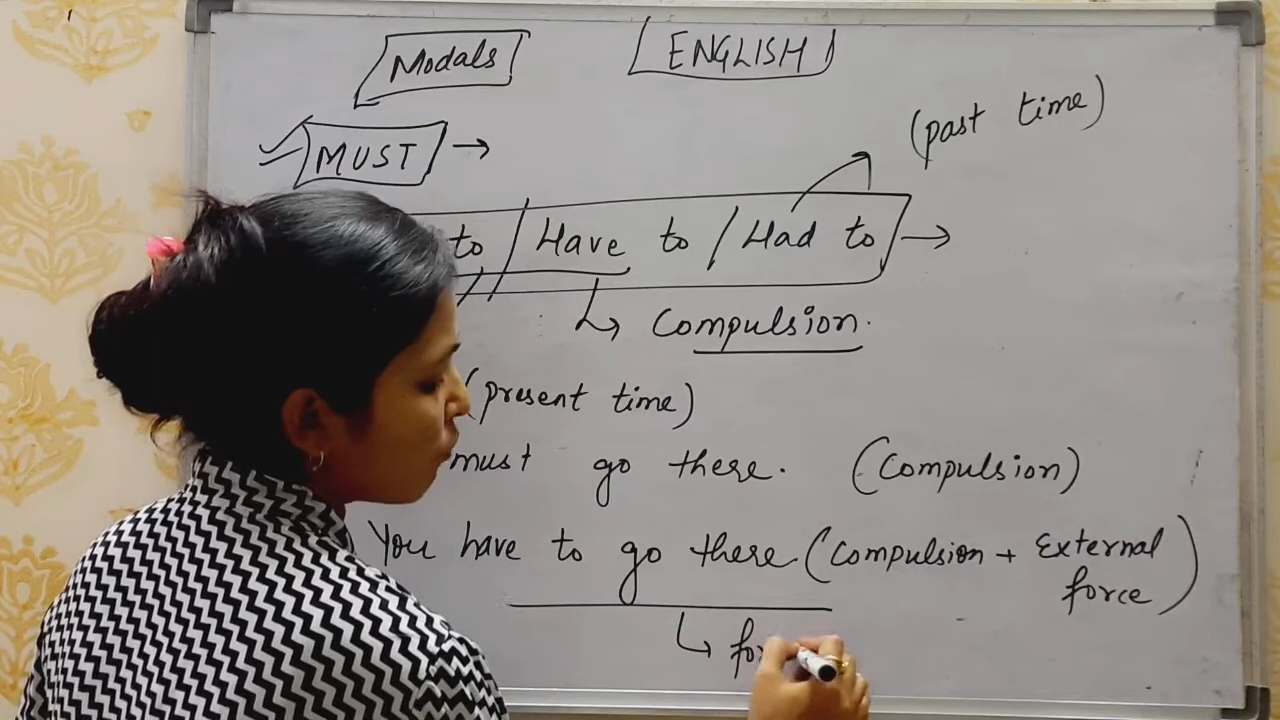 Modals ENGLISH
MUST →
(past time)
to / Have to / Had to →
↳ Compulsion.
(present time)
must go there. (Compulsion)
You have to go there. (Compulsion + External
force)